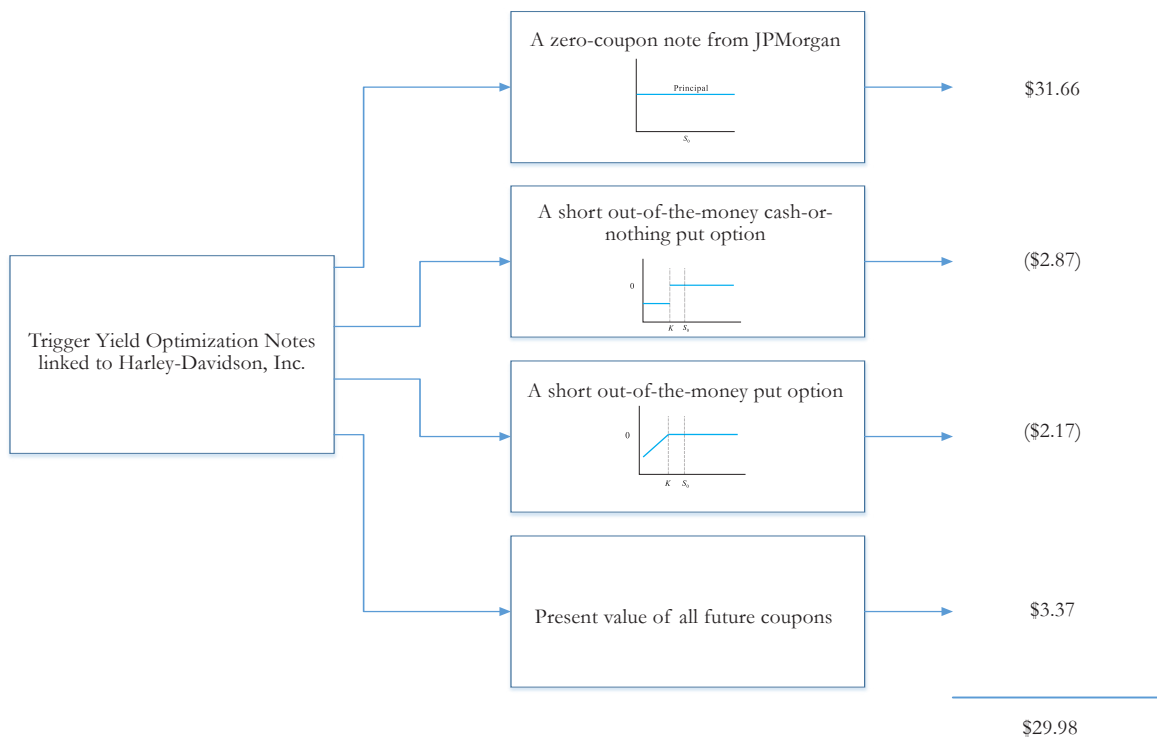 Trigger Yield Optimization Notes
linked to Harley-Davidson, Inc.
A zero-coupon note from JPMorgan
Principal
S₀
$31.66
A short out-of-the-money cash-or-
nothing put option
0
K
S₀
($2.87)
A short out-of-the-money put option
0
K
S₀
($2.17)
Present value of all future coupons
$3.37
$29.98